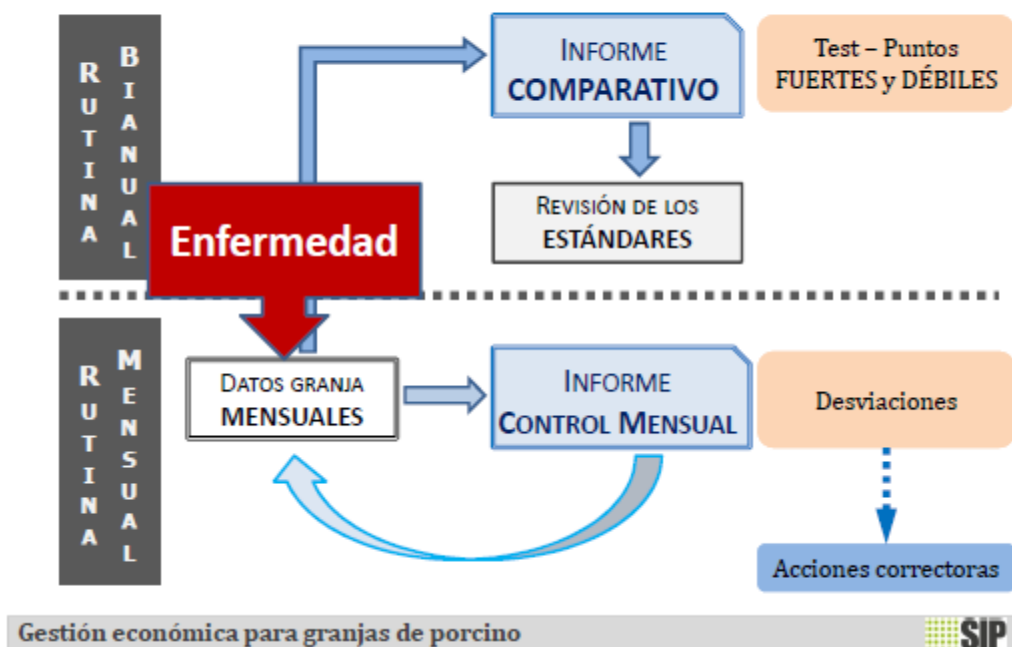 RUTINA
BIANUAL
INFORME
COMPARATIVO
Test – Puntos
FUERTES y DÉBILES
REVISIÓN DE LOS
ESTÁNDARES
Enfermedad
RUTINA
MENSUAL
DATOS GRANJA
MENSUALES
INFORME
CONTROL MENSUAL
Desviaciones
Acciones correctoras
Gestión económica para granjas de porcino
SIP